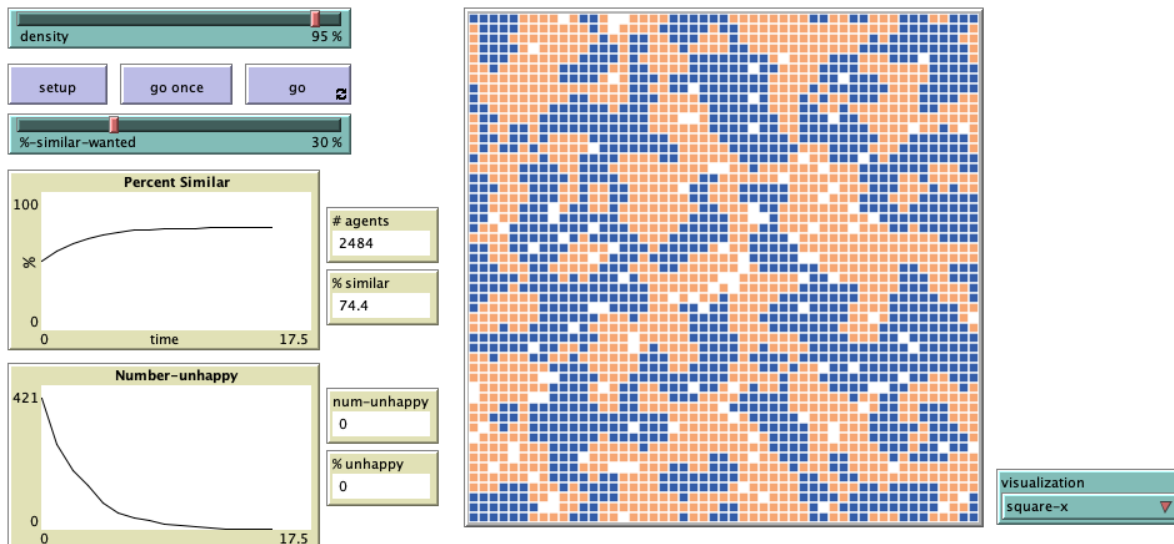 density 95 %
setup
go once
go
%-similar-wanted 30 %
Percent Similar
100
%
0
0 time 17.5
# agents
2484
% similar
74.4
Number-unhappy
421
0
0 17.5
num-unhappy
0
% unhappy
0
visualization
square-x